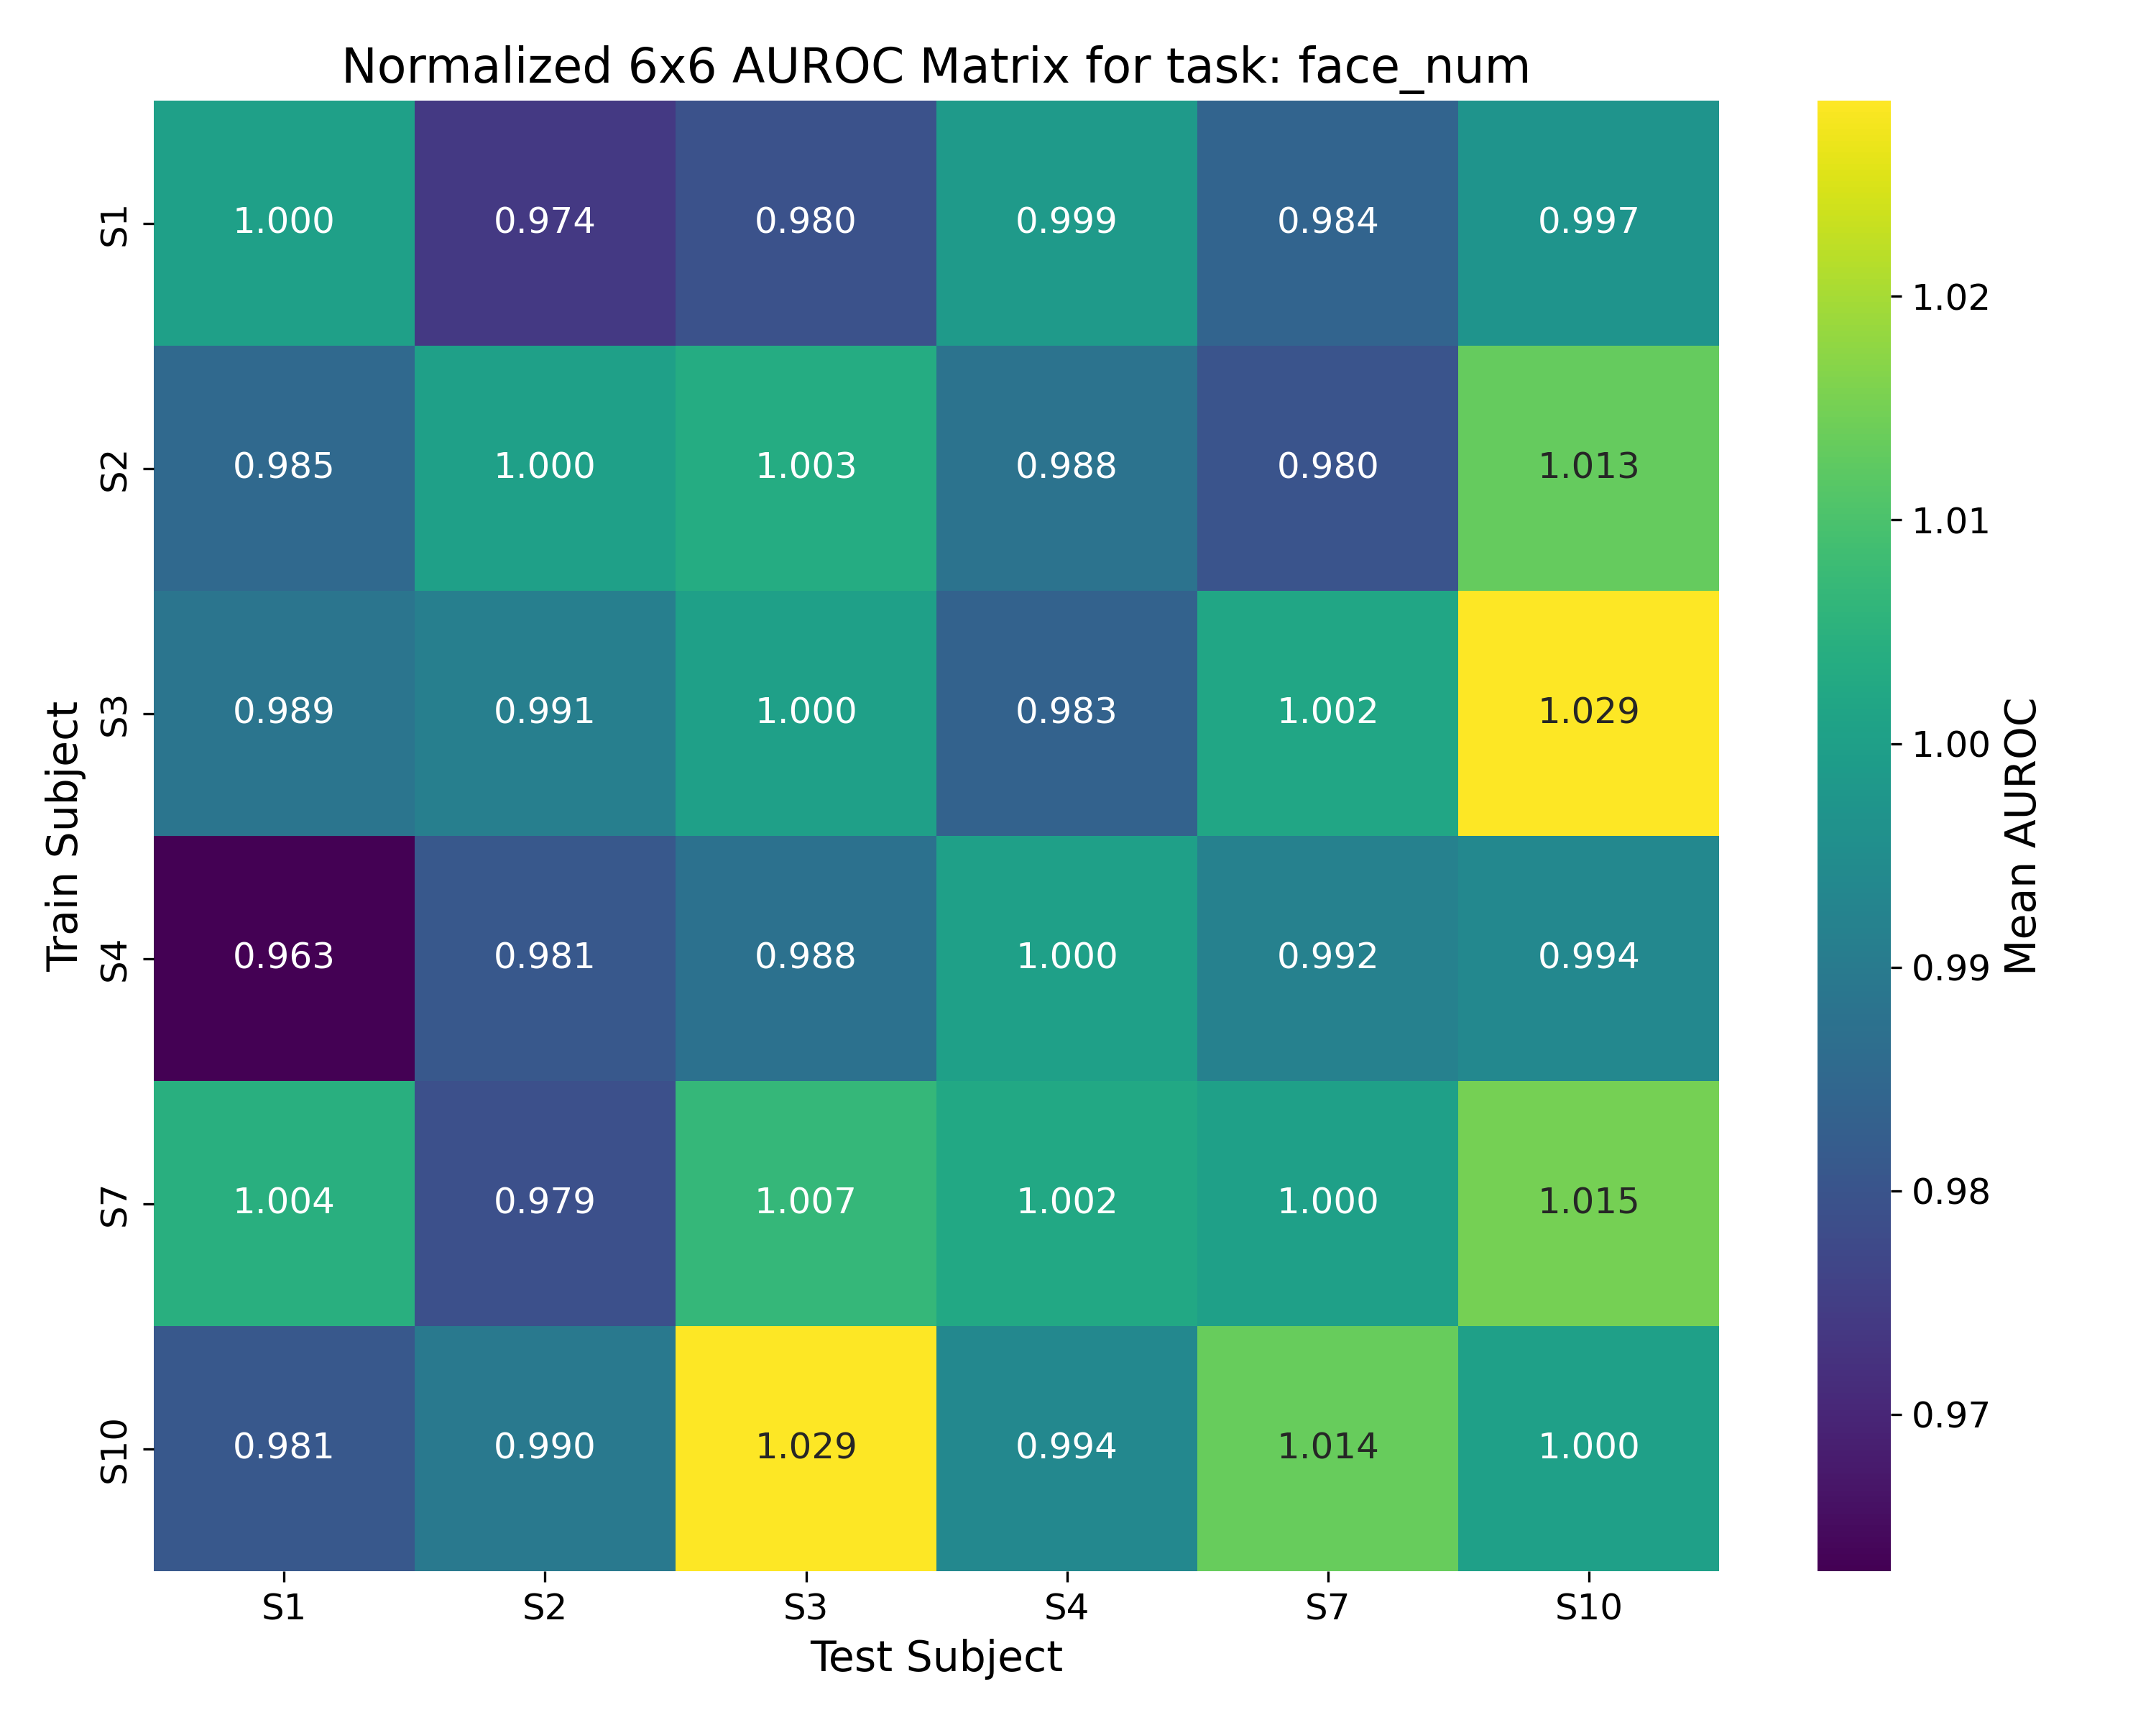 Normalized 6x6 AUROC Matrix for task: face_num
S1 1.000 0.974 0.980 0.999 0.984 0.997
S2 0.985 1.000 1.003 0.988 0.980 1.013
S3 0.989 0.991 1.000 0.983 1.002 1.029
S4 0.963 0.981 0.988 1.000 0.992 0.994
S7 1.004 0.979 1.007 1.002 1.000 1.015
S10 0.981 0.990 1.029 0.994 1.014 1.000
S1 S2 S3 S4 S7 S10
Test Subject
Train Subject
1.02
1.01
1.00
0.99
0.98
0.97
Mean AUROC